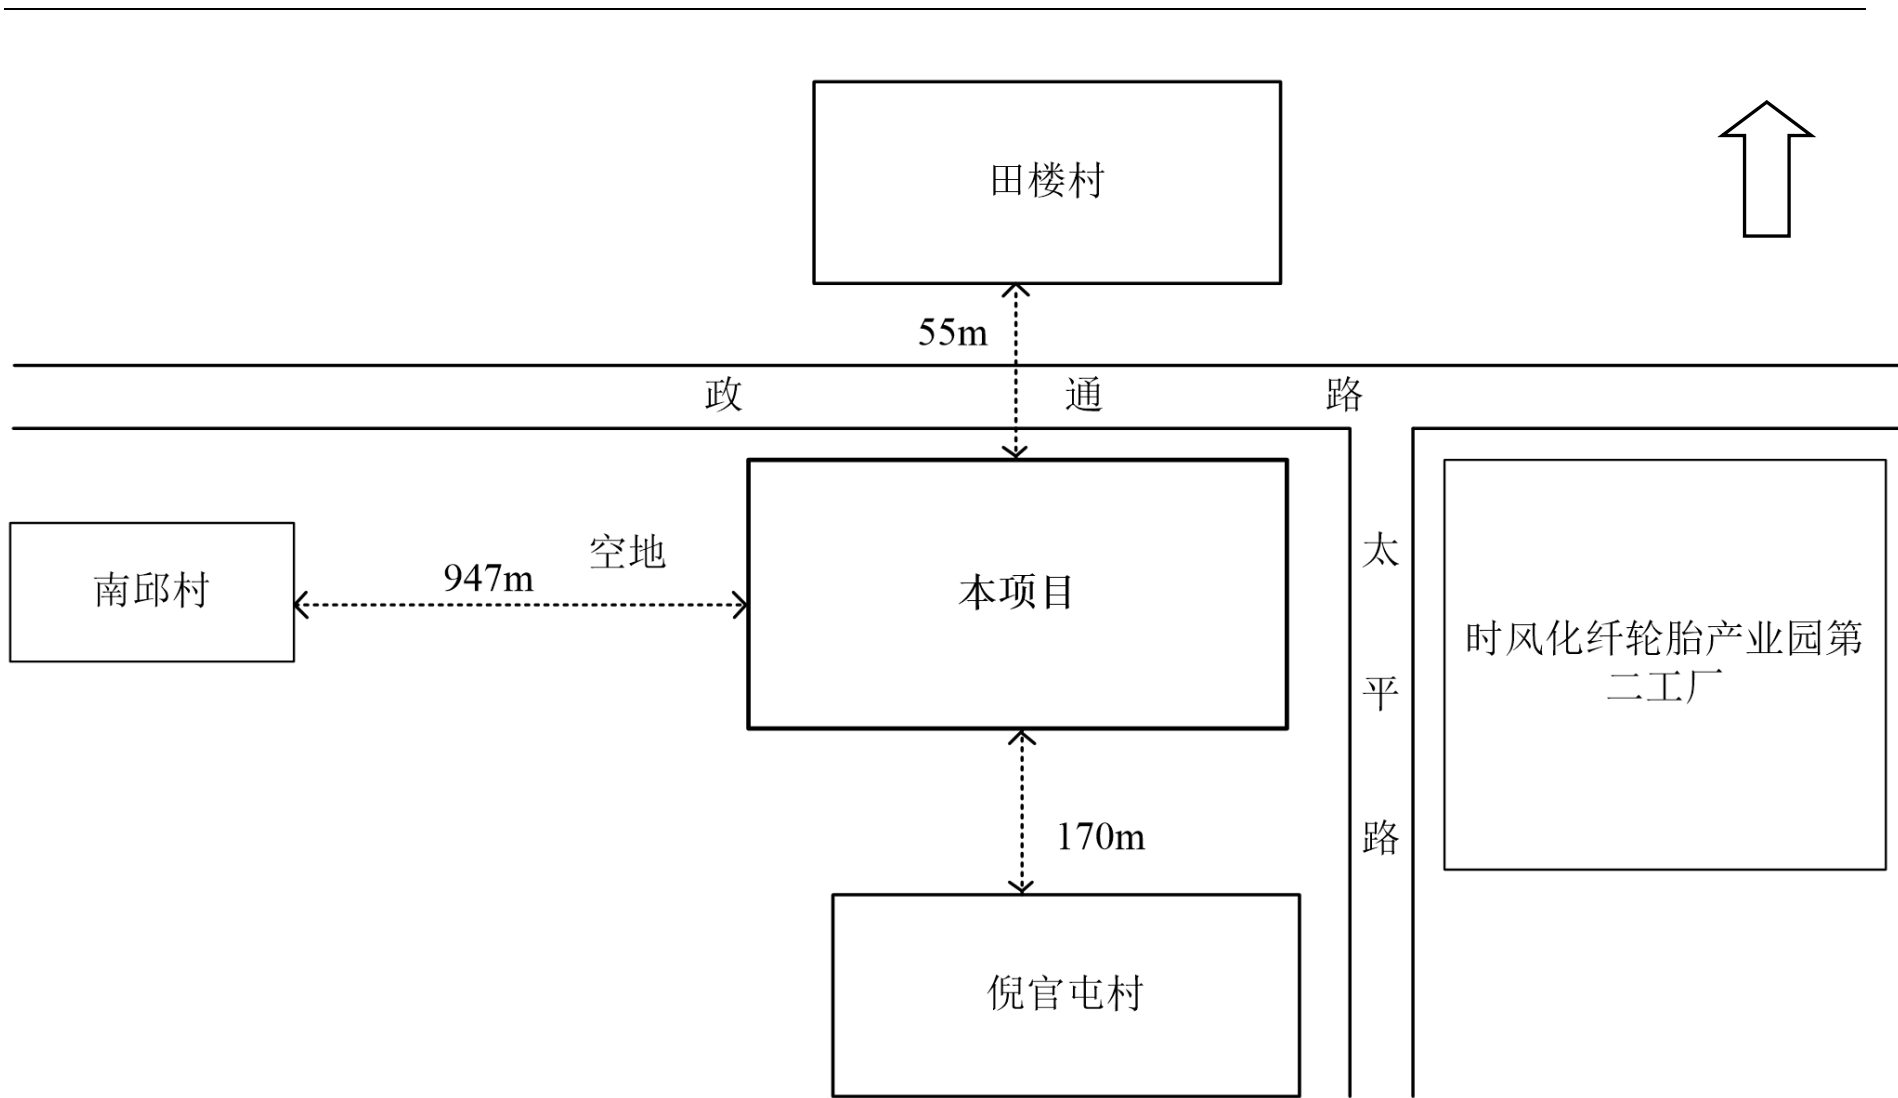 田楼村
55m
政通路
空地
947m
南邱村
本项目
太平路
时风化纤轮胎产业园第
二工厂
170m
倪官屯村